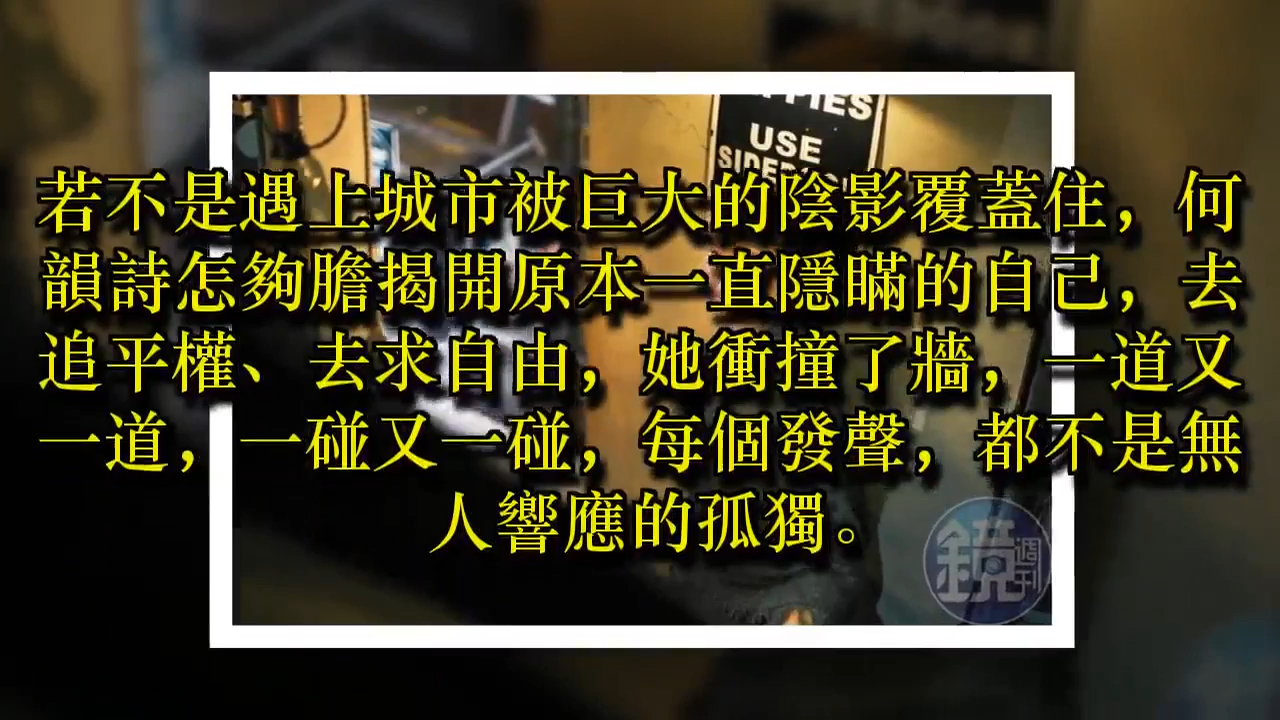 PPIES
USE
若不是遇上城市被巨大的陰影覆蓋住，何
韻詩怎夠膽揭開原本一直隱瞞的自己，去
追平權、去求自由，她衝撞了牆，一道又
一道，一碰又一碰，每個發聲，都不是無
人響應的孤獨。
鏡週刊